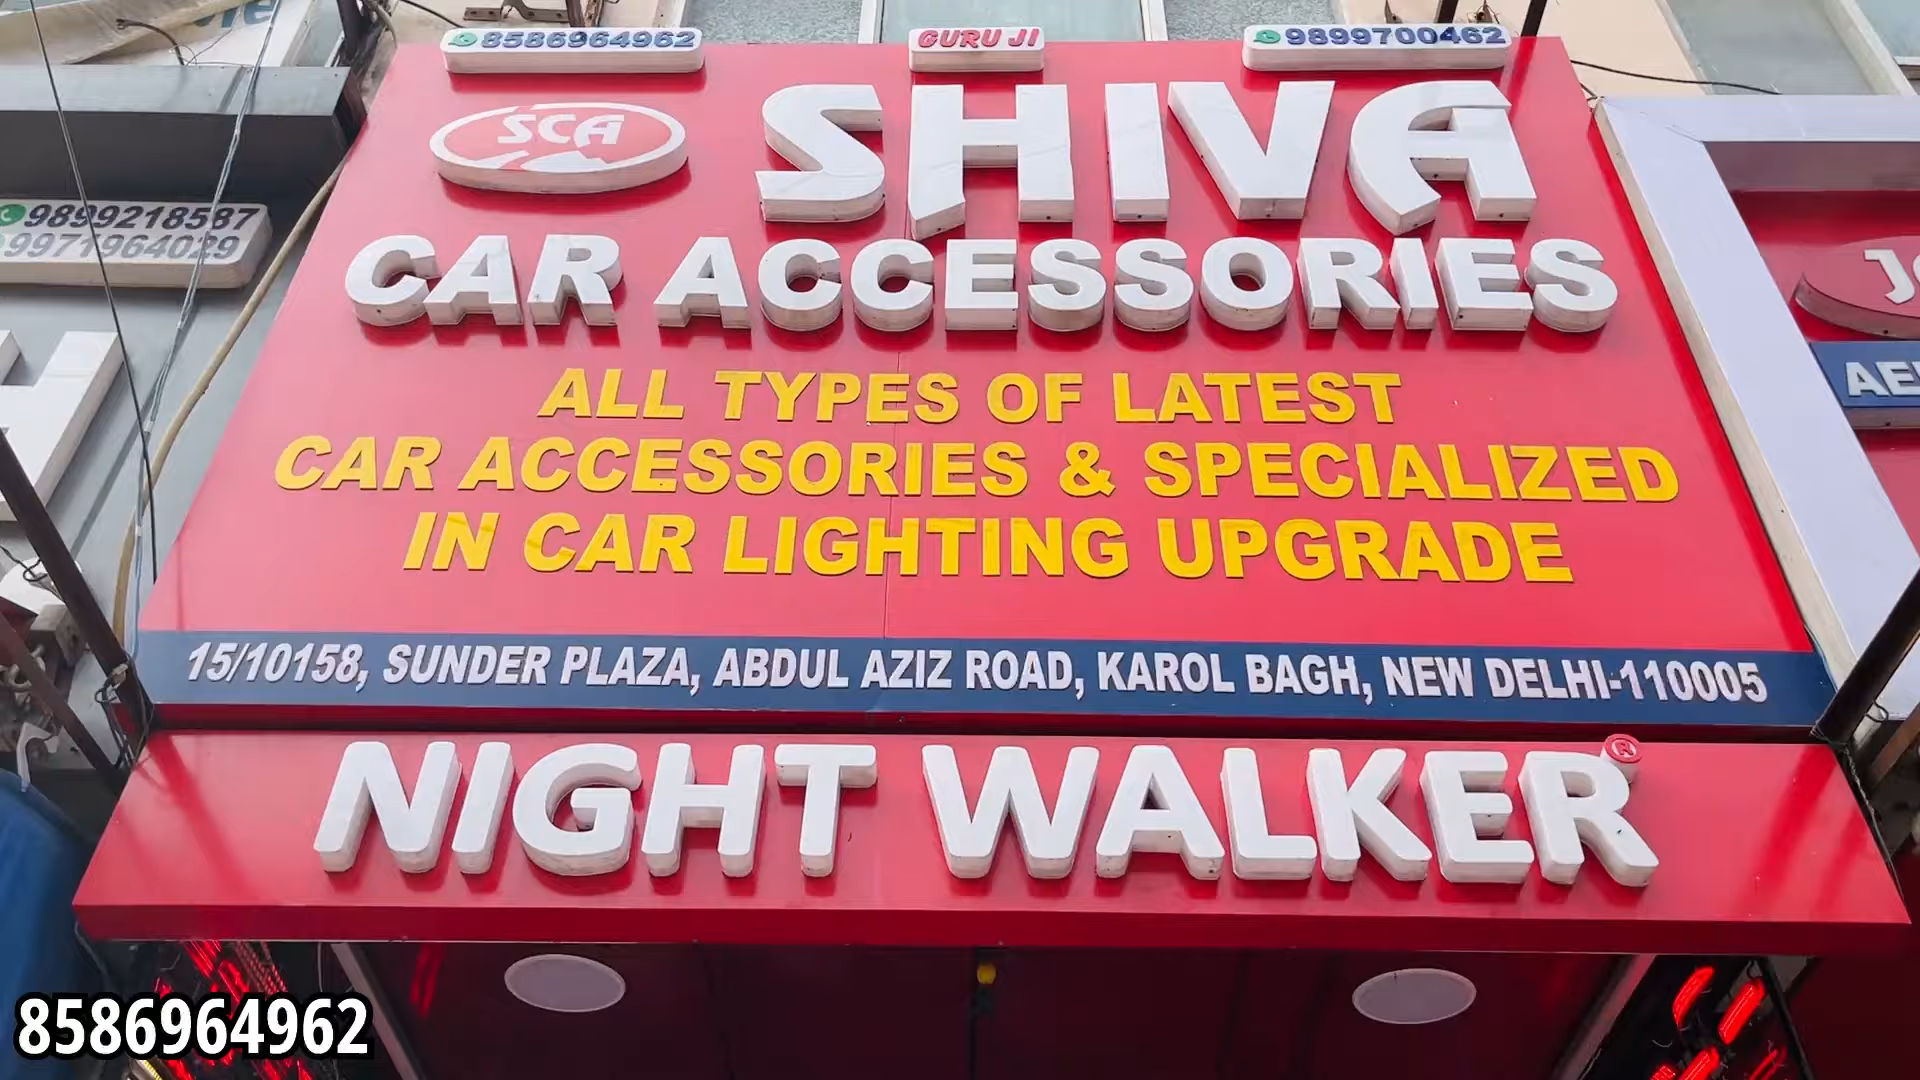 8586964962 GURU JI 9899700462
SCA SHIVA
CAR ACCESSORIES
ALL TYPES OF LATEST
CAR ACCESSORIES & SPECIALIZED
IN CAR LIGHTING UPGRADE
15/10158, SUNDER PLAZA, ABDUL AZIZ ROAD, KAROL BAGH, NEW DELHI-110005
NIGHT WALKER®
9899218587
9971964029
8586964962